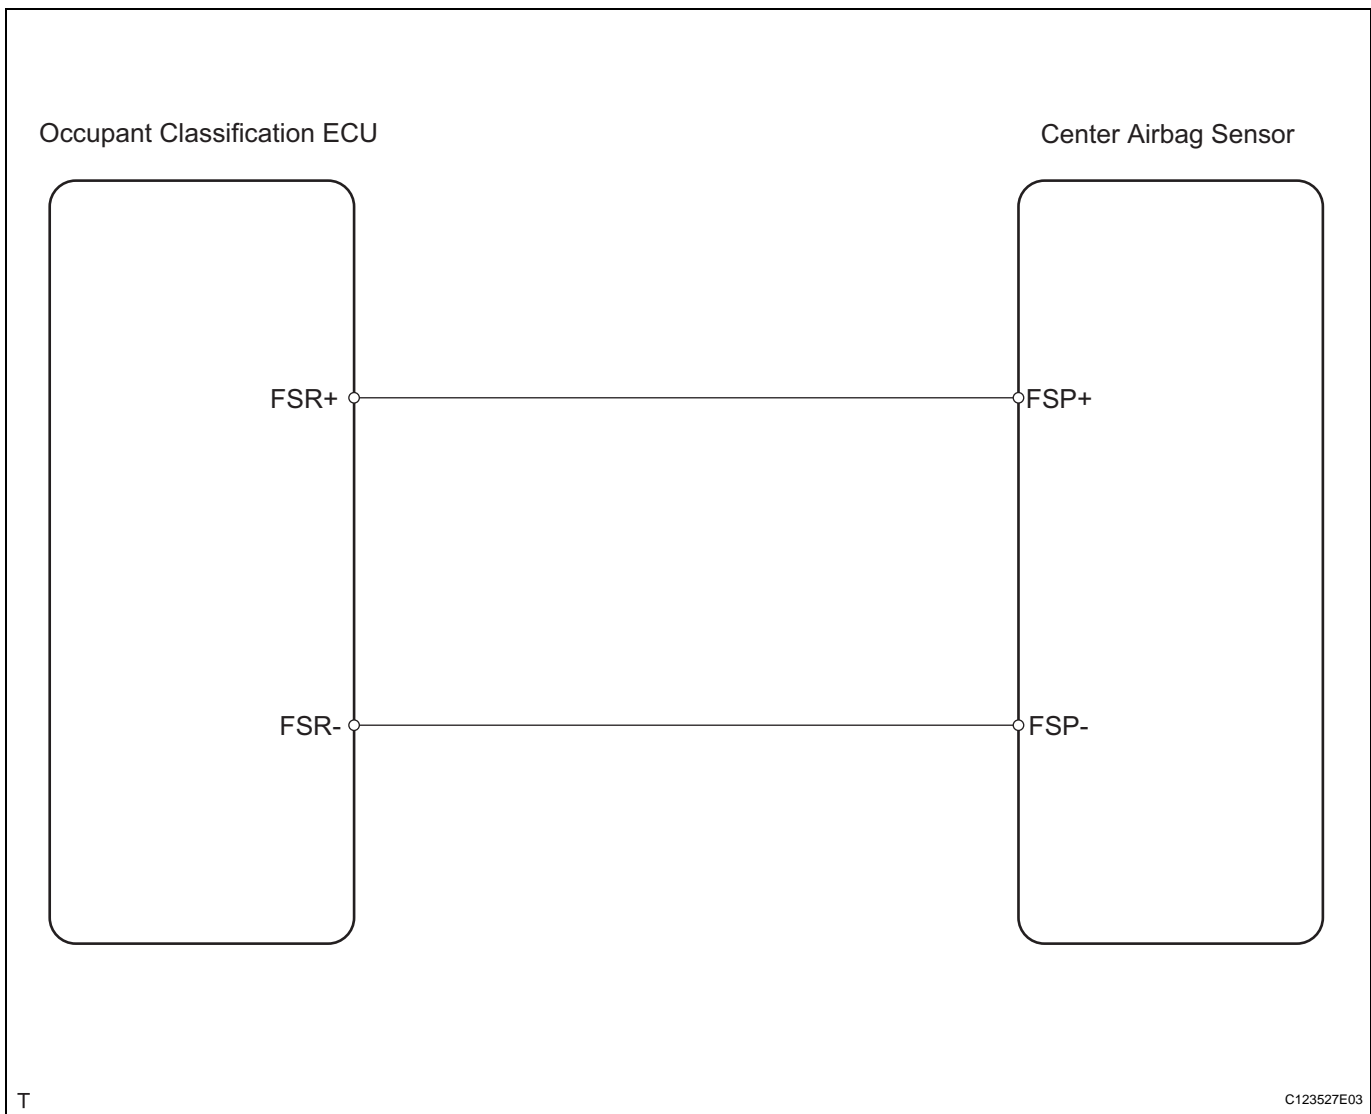 Occupant Classification ECU
Center Airbag Sensor
FSR+
FSP+
FSR-
FSP-
T
C123527E03